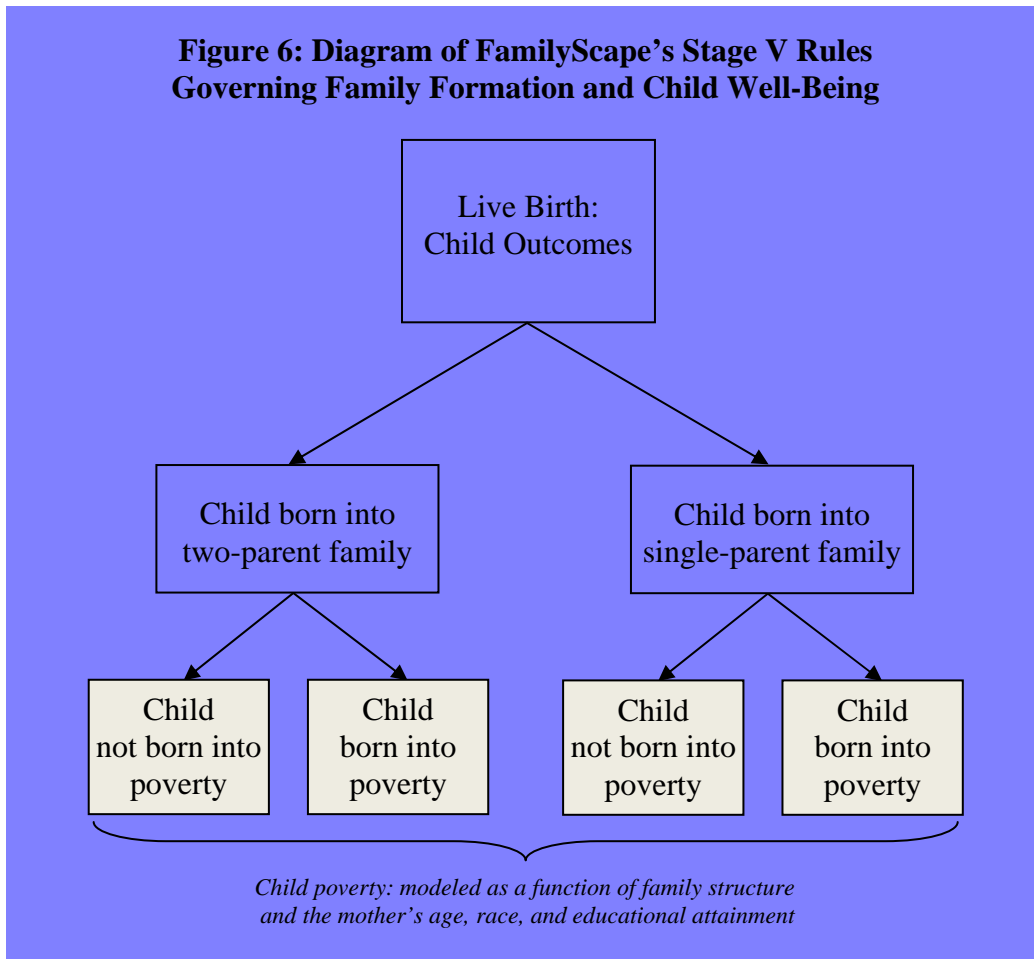 Figure 6: Diagram of FamilyScape's Stage V Rules
Governing Family Formation and Child Well-Being
Live Birth:
Child Outcomes
Child born into
two-parent family
Child born into
single-parent family
Child
not born into
poverty
Child
born into
poverty
Child
not born into
poverty
Child
born into
poverty
Child poverty: modeled as a function of family structure
and the mother's age, race, and educational attainment